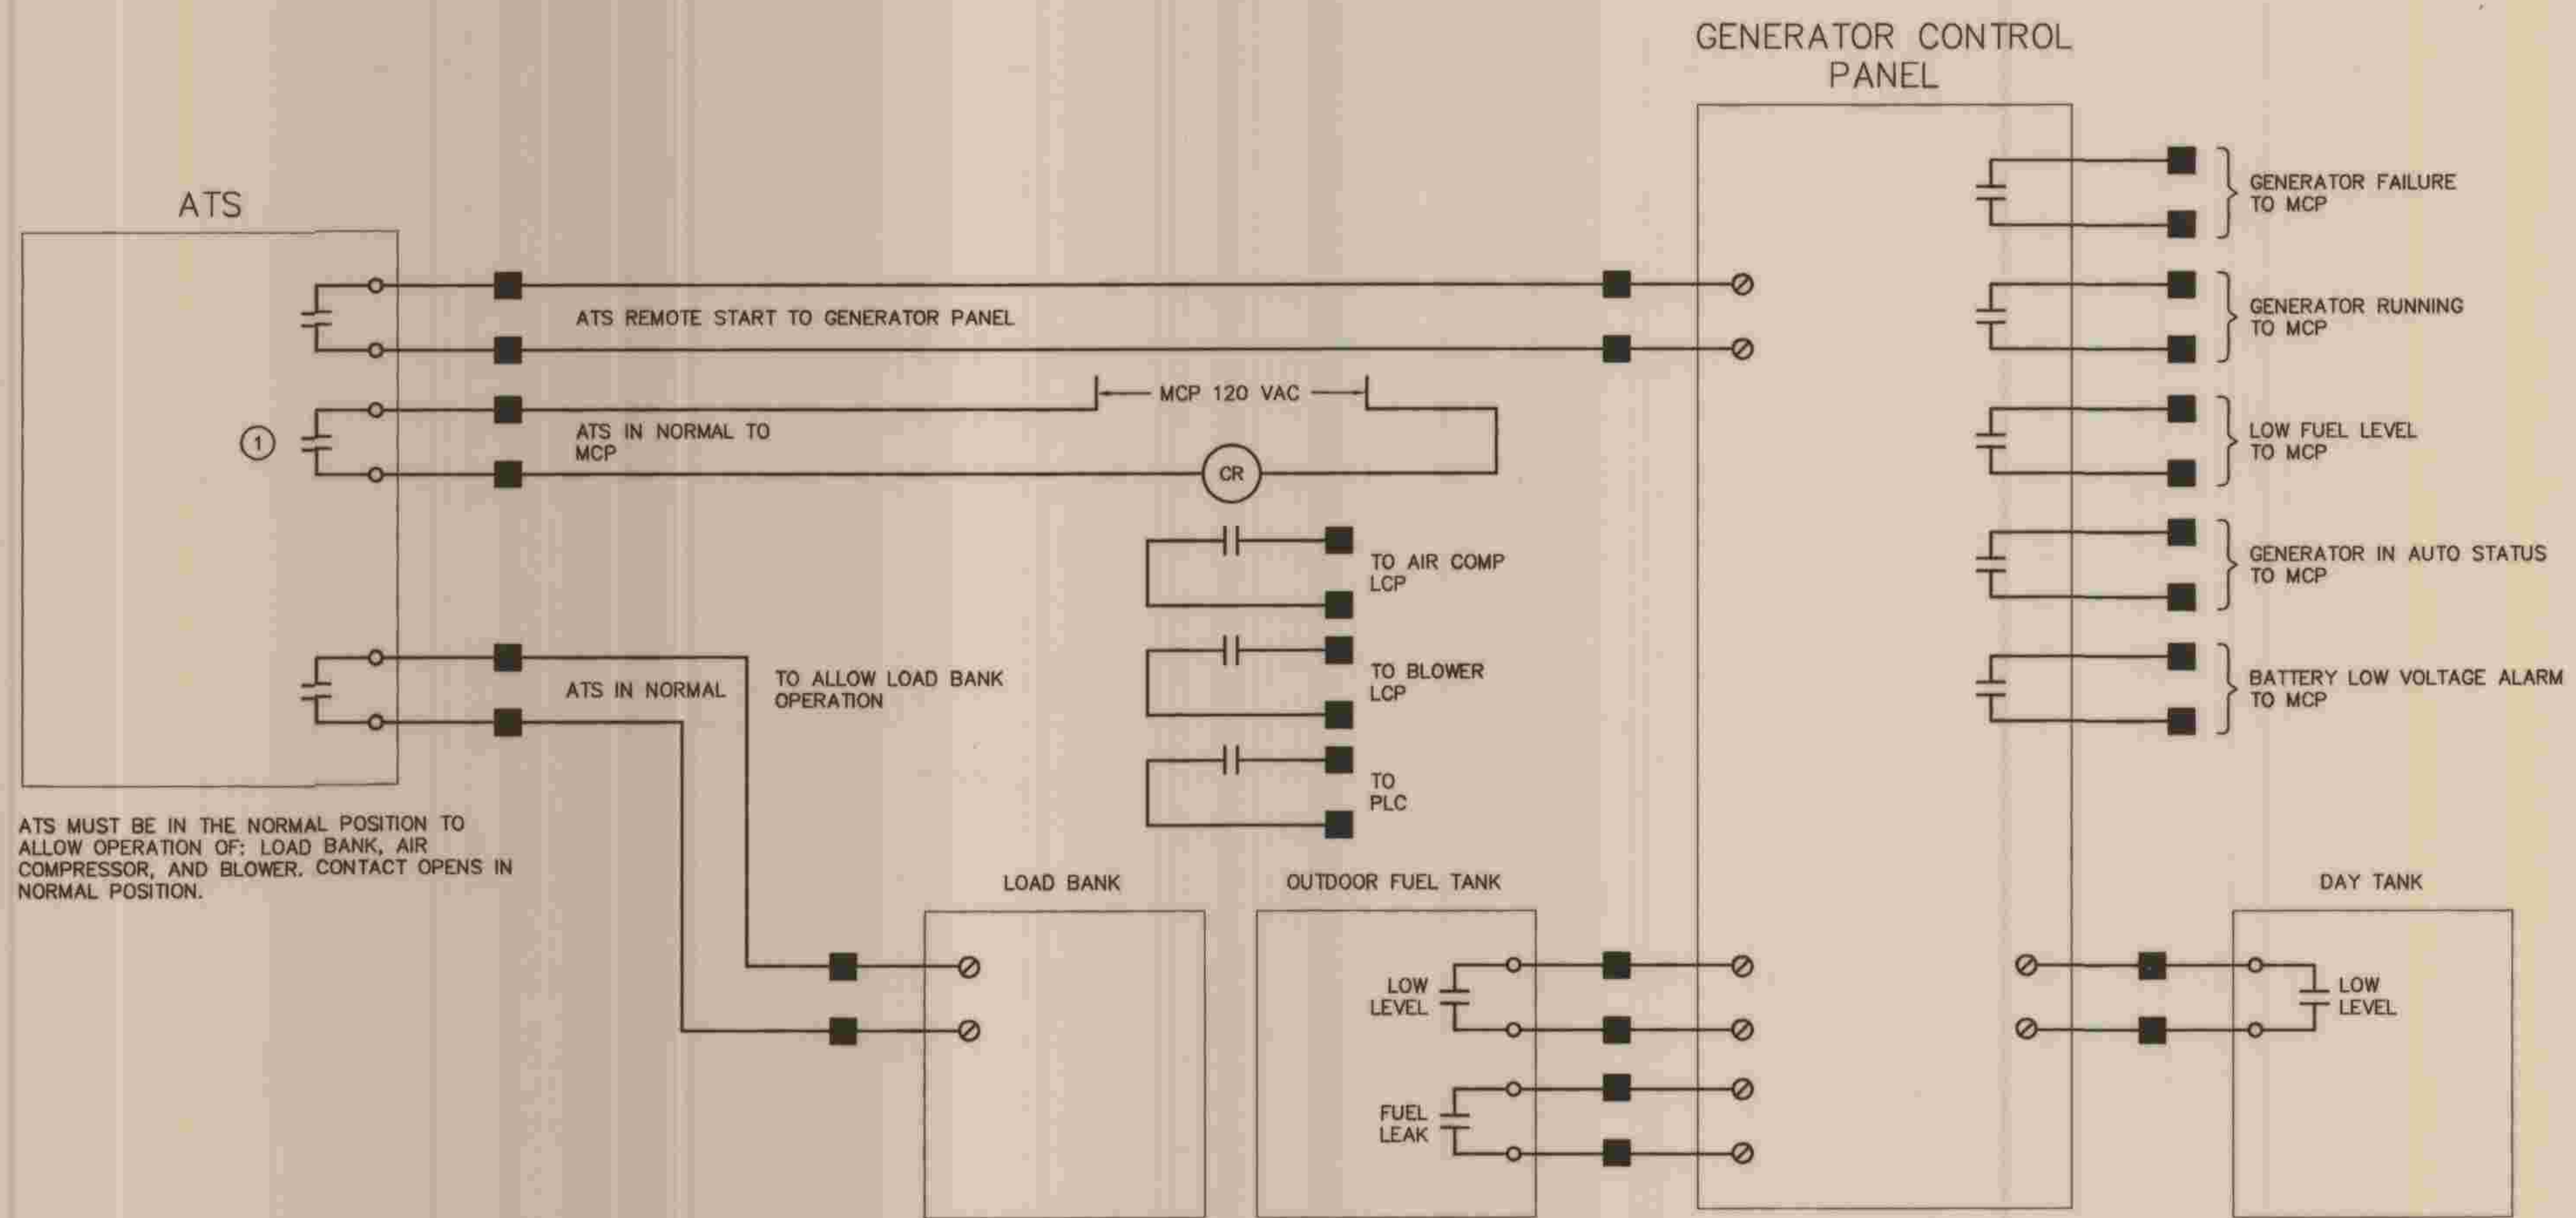 GENERATOR CONTROL
PANEL
ATS
GENERATOR FAILURE
TO MCP
ATS REMOTE START TO GENERATOR PANEL
GENERATOR RUNNING
TO MCP
MCP 120 VAC
1
ATS IN NORMAL TO
MCP
CR
LOW FUEL LEVEL
TO MCP
TO AIR COMP
LCP
GENERATOR IN AUTO STATUS
TO MCP
ATS IN NORMAL
TO ALLOW LOAD BANK
OPERATION
TO BLOWER
LCP
BATTERY LOW VOLTAGE ALARM
TO MCP
TO
PLC
ATS MUST BE IN THE NORMAL POSITION TO
ALLOW OPERATION OF: LOAD BANK, AIR
COMPRESSOR, AND BLOWER. CONTACT OPENS IN
NORMAL POSITION.
LOAD BANK
OUTDOOR FUEL TANK
DAY TANK
LOW
LEVEL
LOW
LEVEL
FUEL
LEAK